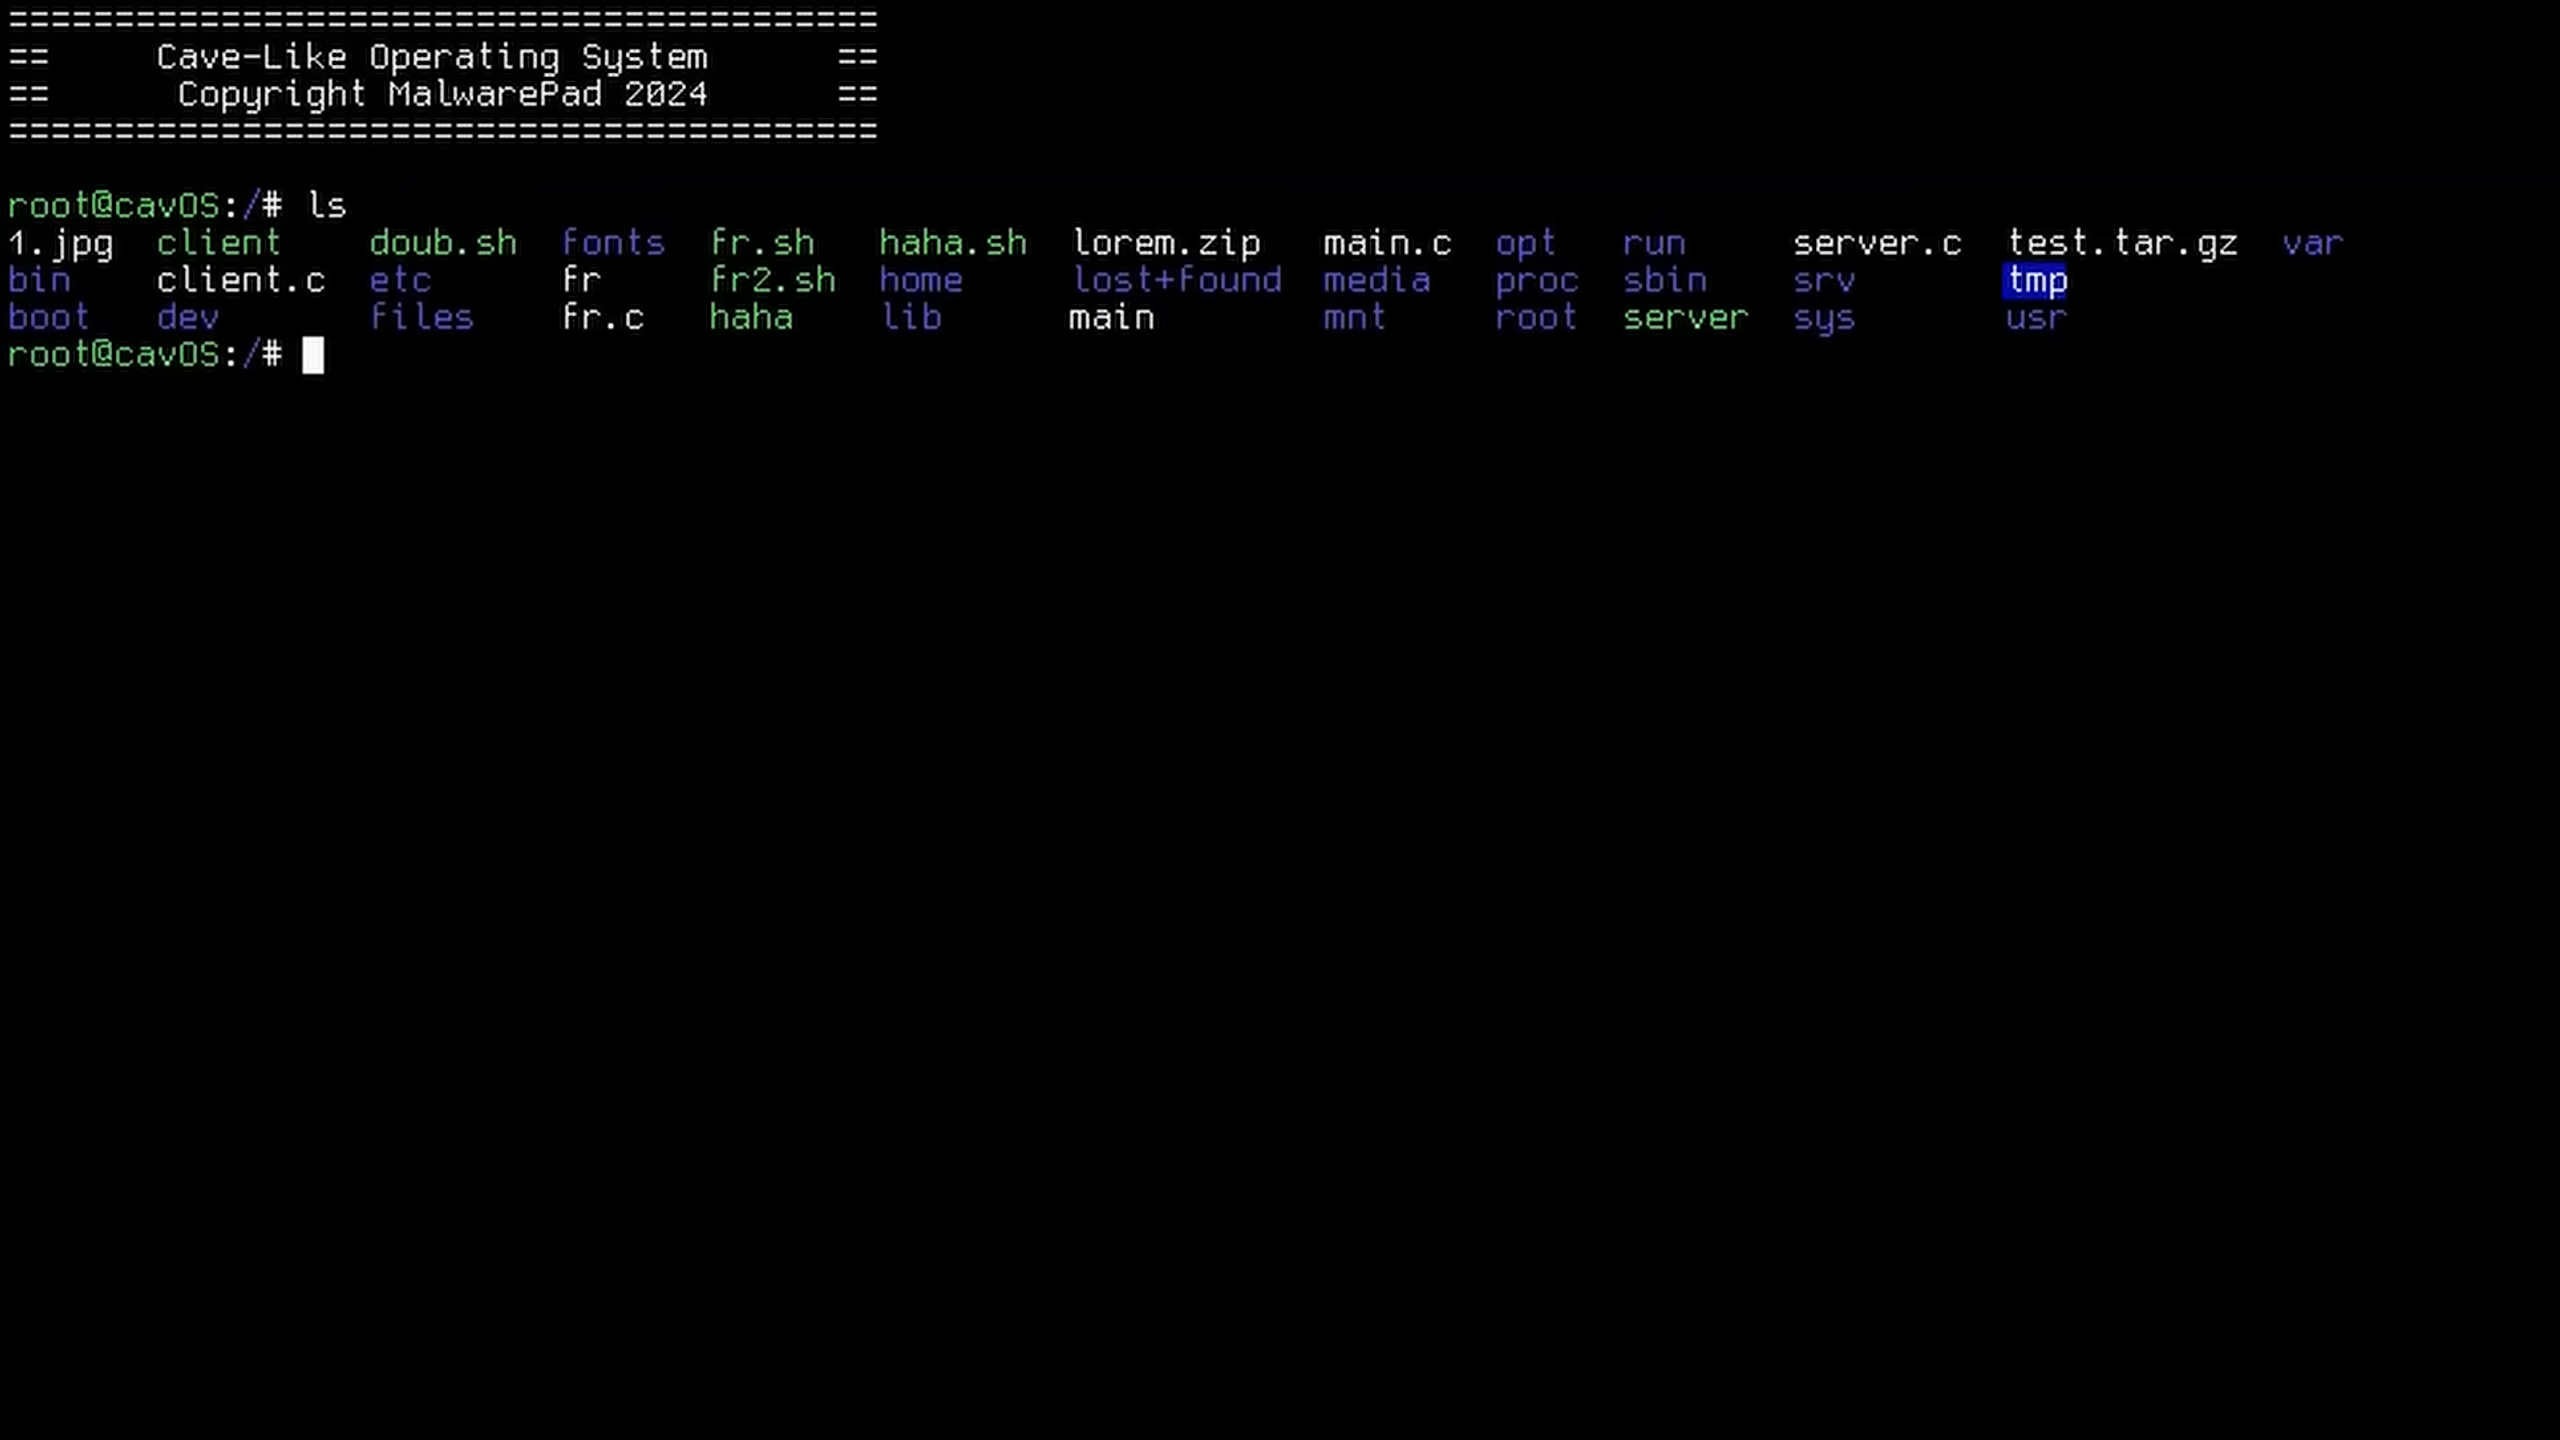 =========================================
==     Cave-Like Operating System      ==
==      Copyright MalwarePad 2024      ==
=========================================
root@cavOS:/# ls
1.jpg  client    doub.sh  fonts  fr.sh   haha.sh  lorem.zip   main.c  opt   run     server.c  test.tar.gz  var
bin    client.c  etc      fr     fr2.sh  home     lost+found  media   proc  sbin    srv       tmp
boot   dev       files    fr.c   haha    lib      main        mnt     root  server  sys       usr
root@cavOS:/#